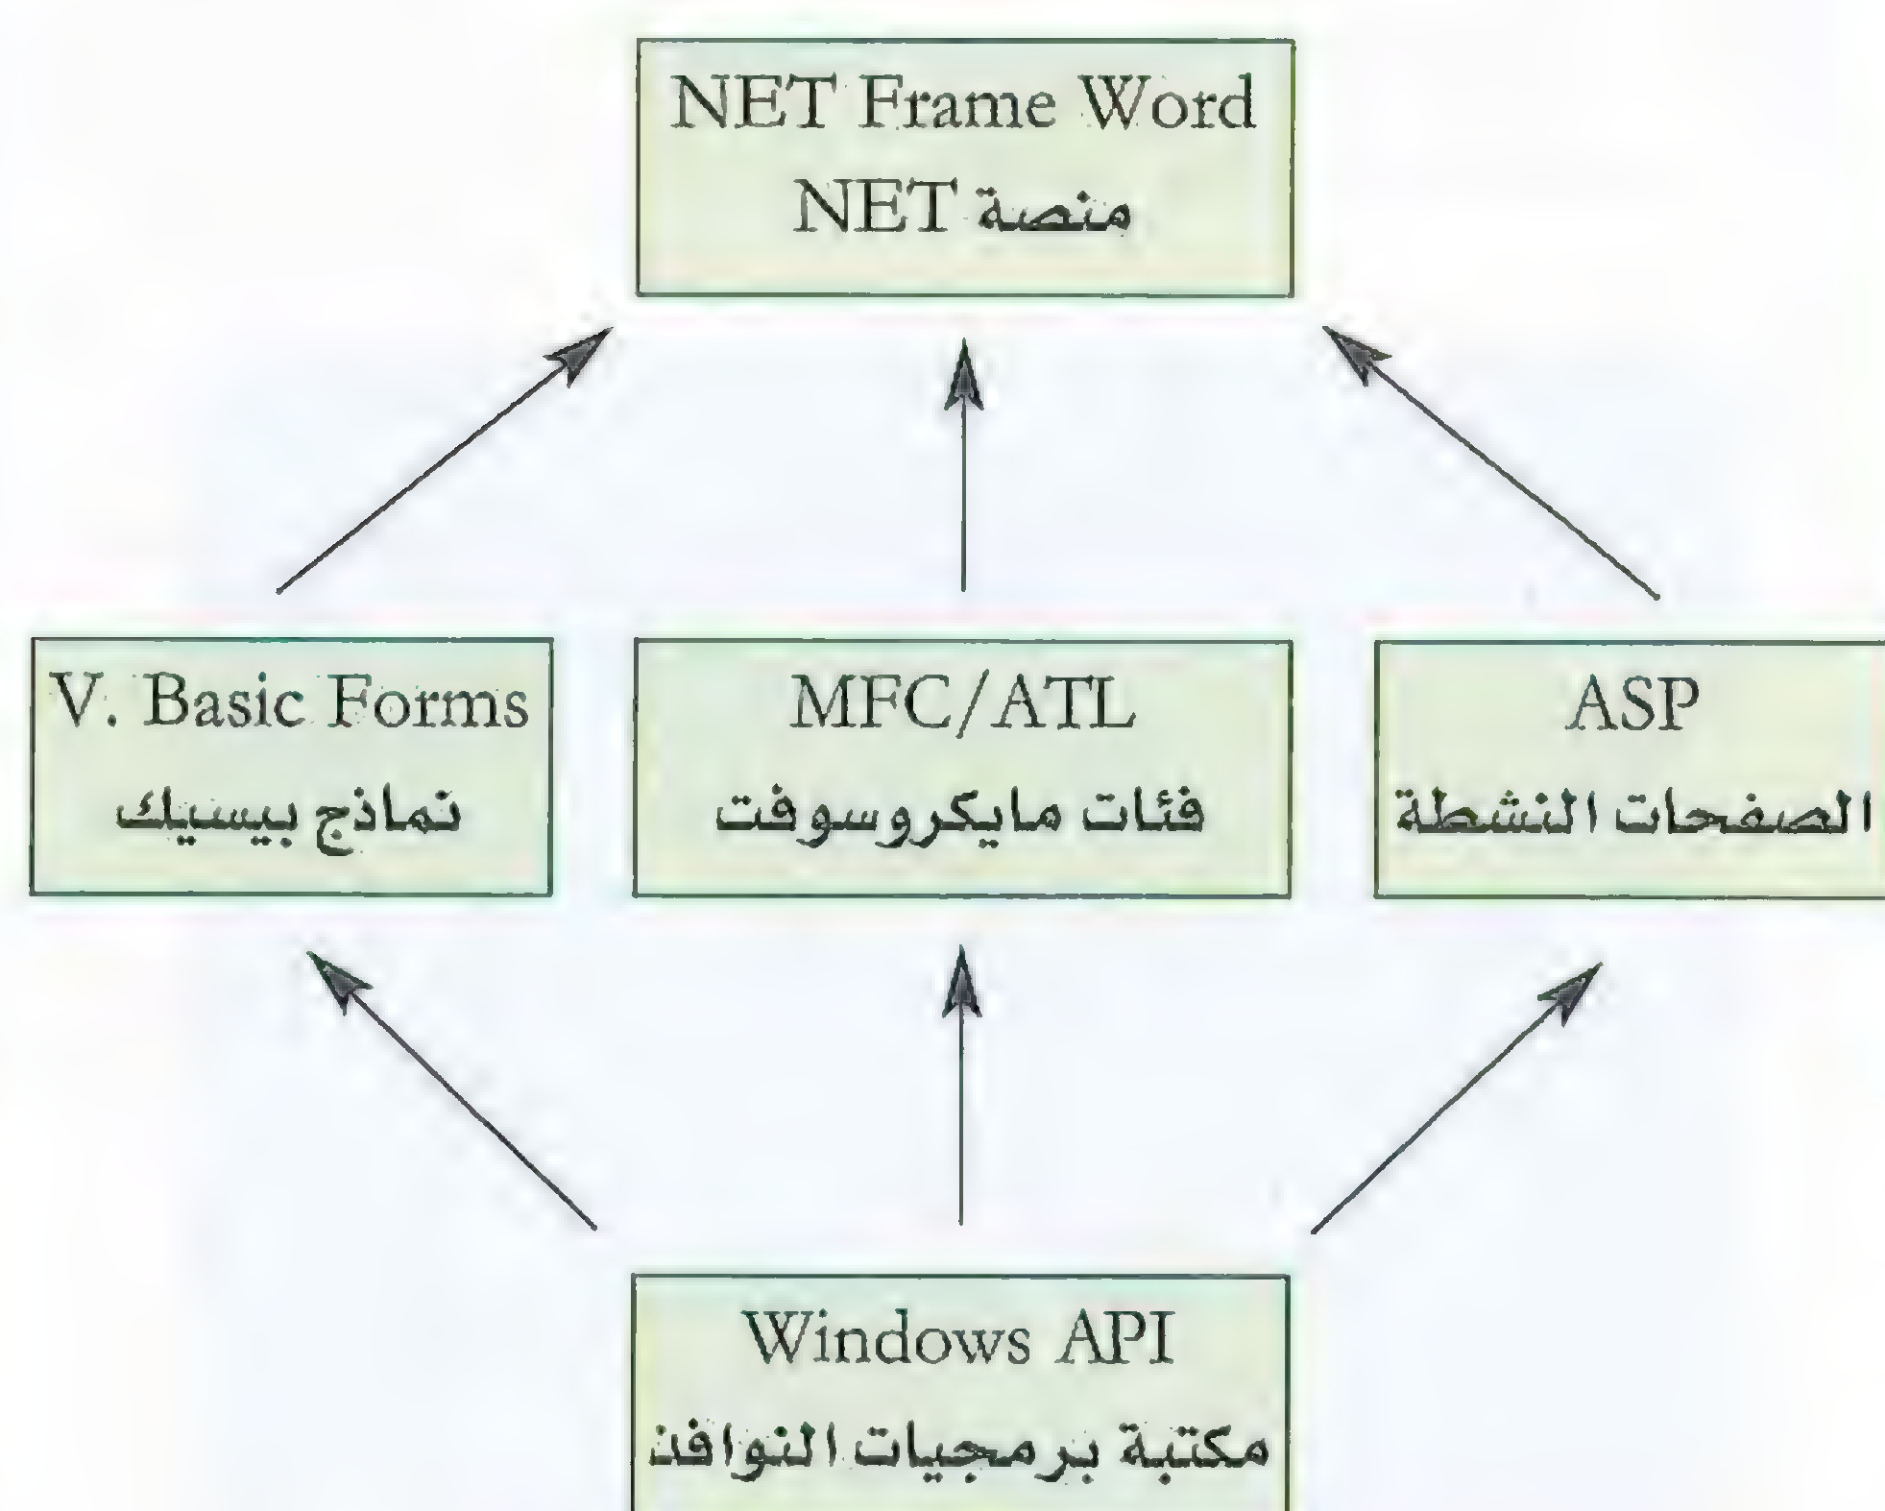 NET Frame Word
منصة NET
V. Basic Forms
نماذج بيسيك
MFC/ATL
فئات مايكروسوفت
ASP
الصفحات النشطة
Windows API
مكتبة برمجيات النوافذ